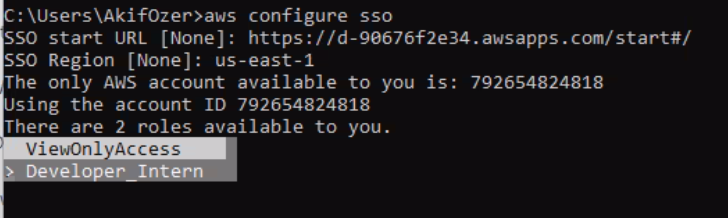 C:\Users\AkifOzer>aws configure sso
SSO start URL [None]: https://d-90676f2e34.awsapps.com/start#/
SSO Region [None]: us-east-1
The only AWS account available to you is: 792654824818
Using the account ID 792654824818
There are 2 roles available to you.
ViewOnlyAccess
> Developer_Intern